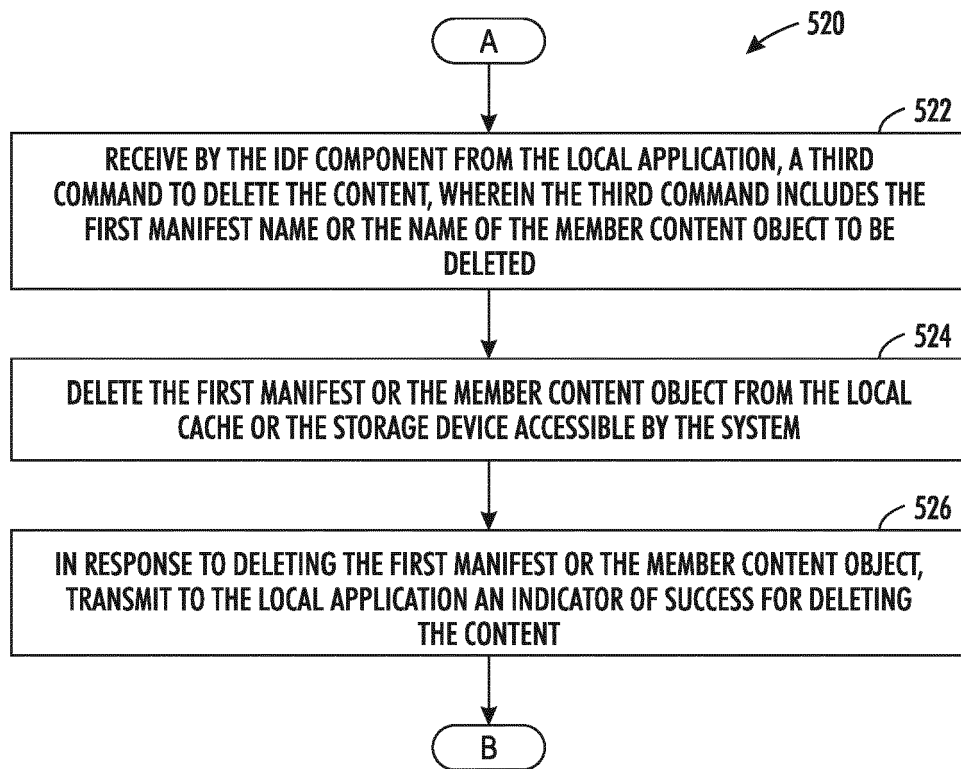 A
520
522
RECEIVE BY THE IDF COMPONENT FROM THE LOCAL APPLICATION, A THIRD
COMMAND TO DELETE THE CONTENT, WHEREIN THE THIRD COMMAND INCLUDES THE
FIRST MANIFEST NAME OR THE NAME OF THE MEMBER CONTENT OBJECT TO BE
DELETED
524
DELETE THE FIRST MANIFEST OR THE MEMBER CONTENT OBJECT FROM THE LOCAL
CACHE OR THE STORAGE DEVICE ACCESSIBLE BY THE SYSTEM
526
IN RESPONSE TO DELETING THE FIRST MANIFEST OR THE MEMBER CONTENT OBJECT,
TRANSMIT TO THE LOCAL APPLICATION AN INDICATOR OF SUCCESS FOR DELETING
THE CONTENT
B